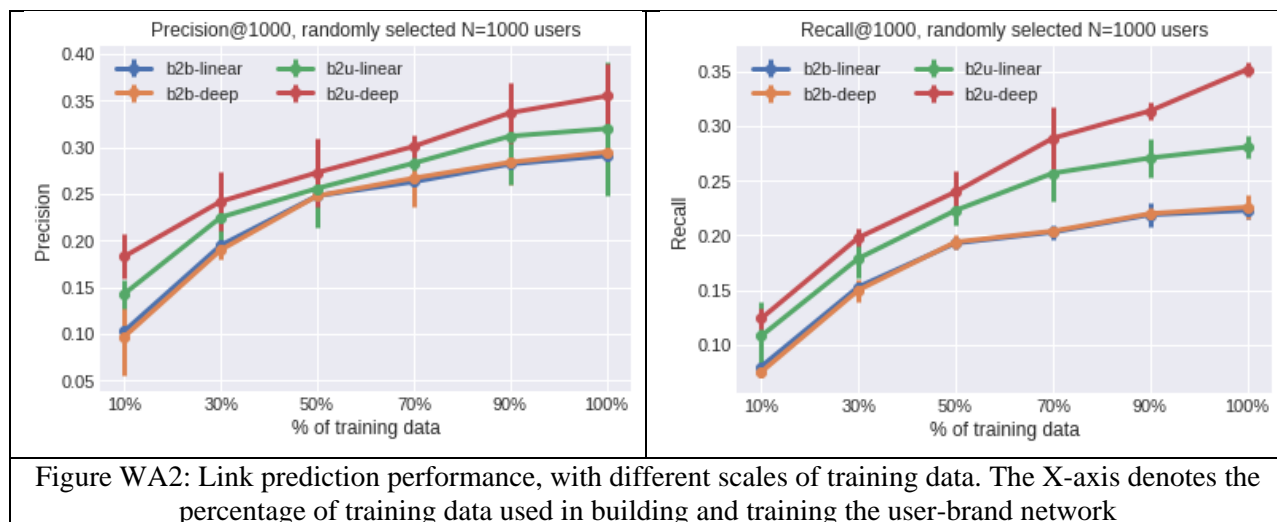 Precision@1000, randomly selected N=1000 users
0.40
0.35
0.30
0.25
0.20
0.15
0.10
0.05
Precision
b2b-linear
b2b-deep
b2u-linear
b2u-deep
10% 30% 50% 70% 90% 100%
% of training data
Recall@1000, randomly selected N=1000 users
0.35
0.30
0.25
0.20
0.15
0.10
Recall
b2b-linear
b2b-deep
b2u-linear
b2u-deep
10% 30% 50% 70% 90% 100%
% of training data
Figure WA2: Link prediction performance, with different scales of training data. The X-axis denotes the
percentage of training data used in building and training the user-brand network